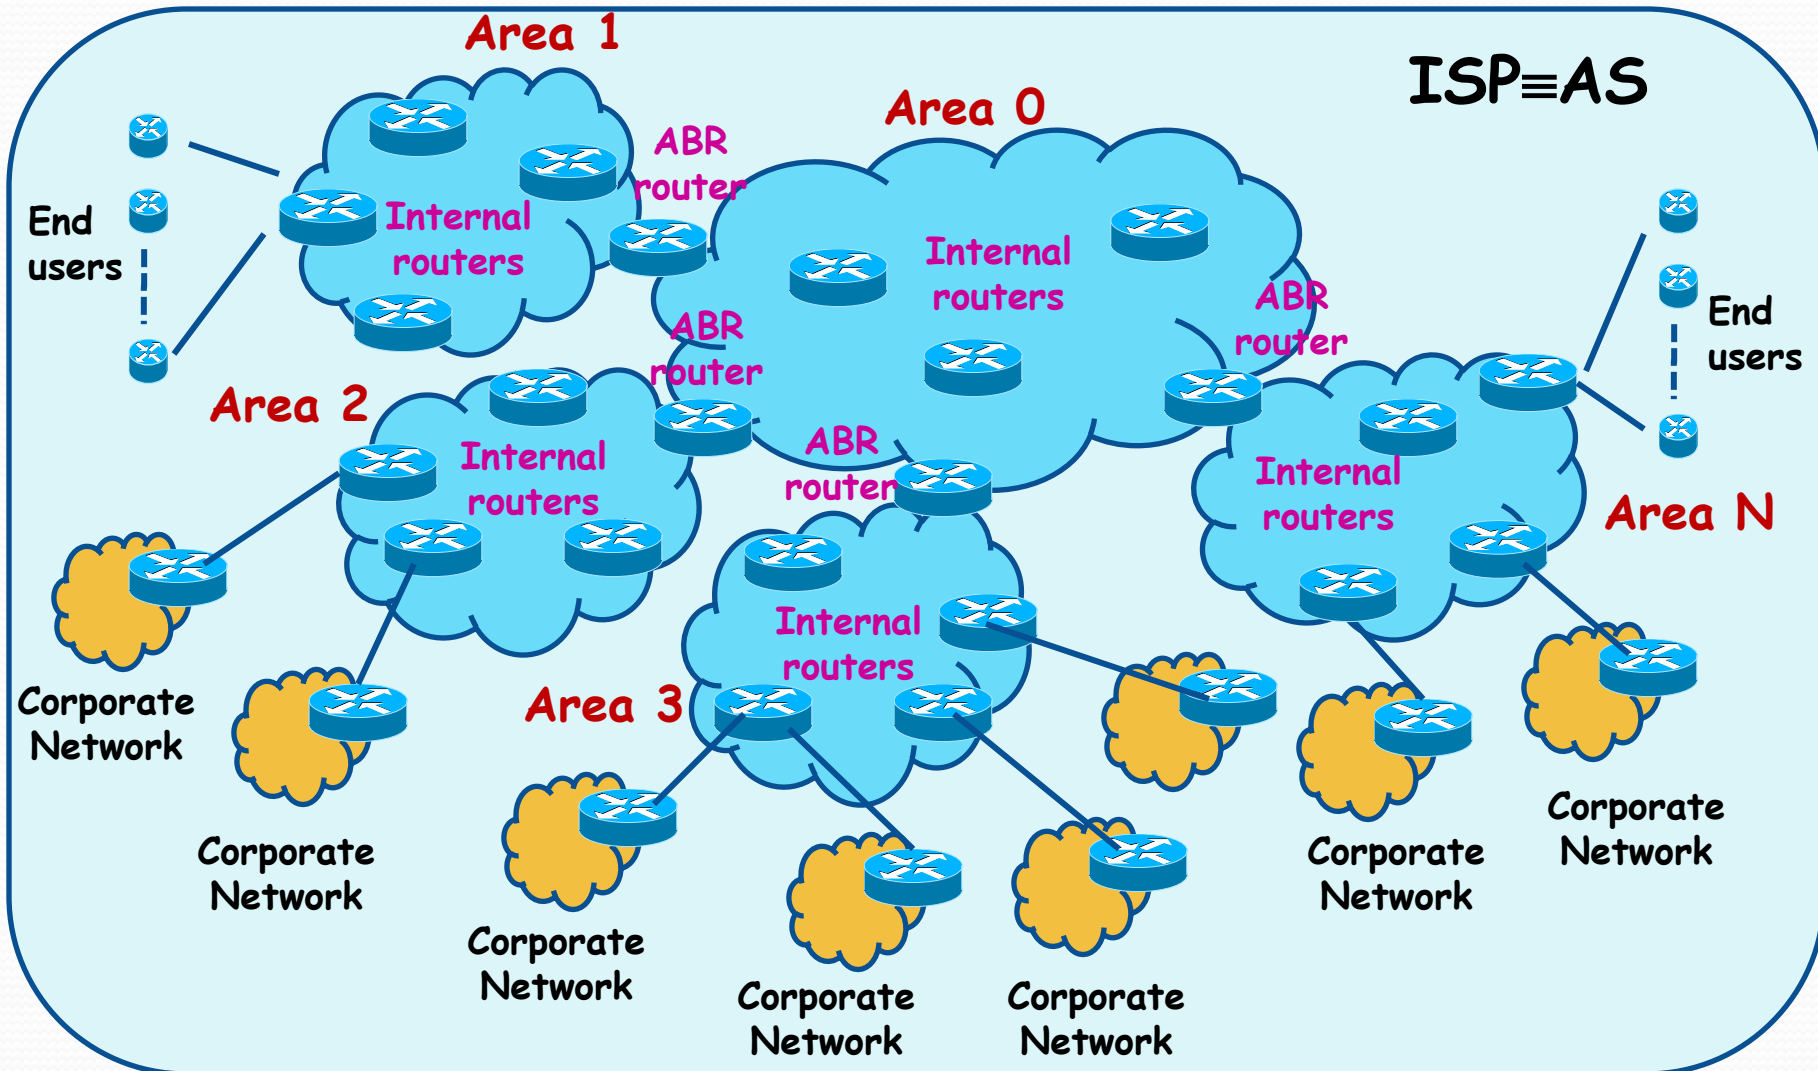 Area 1
ISP≡AS
Area 0
ABR
router
End
users
Internal
routers
Internal
routers
ABR
router
ABR
router
End
users
Area 2
Internal
routers
ABR
router
Internal
routers
Area N
Internal
routers
Area 3
Corporate
Network
Corporate
Network
Corporate
Network
Corporate
Network
Corporate
Network
Corporate
Network
Corporate
Network